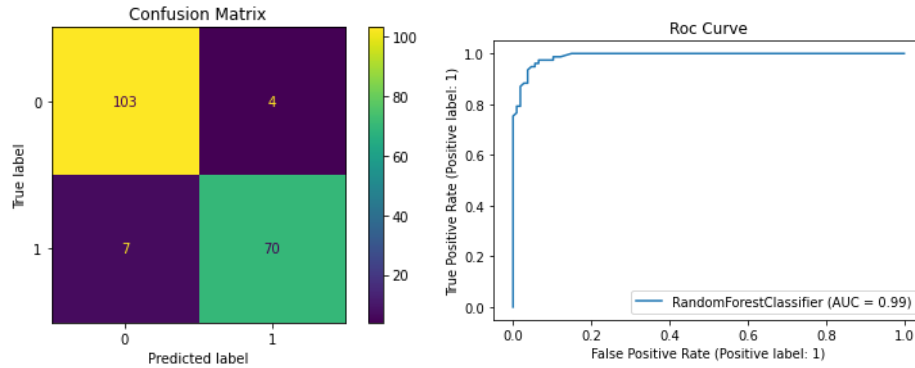 Confusion Matrix
0
103
4
1
7
70
0
1
True label
Predicted label
100
80
60
40
20
Roc Curve
1.0
0.8
0.6
0.4
0.2
0.0
True Positive Rate (Positive label: 1)
RandomForestClassifier (AUC = 0.99)
0.0 0.2 0.4 0.6 0.8 1.0
False Positive Rate (Positive label: 1)